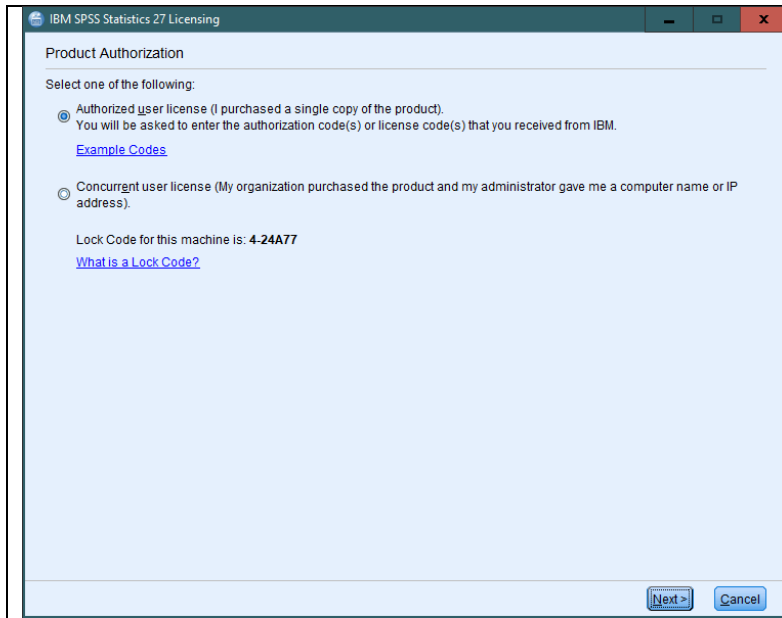 IBM SPSS Statistics 27 Licensing
Product Authorization
Select one of the following:
Authorized user license (I purchased a single copy of the product).
You will be asked to enter the authorization code(s) or license code(s) that you received from IBM.
Example Codes
Concurrent user license (My organization purchased the product and my administrator gave me a computer name or IP
address).
Lock Code for this machine is: 4-24A77
What is a Lock Code?
Next >
Cancel